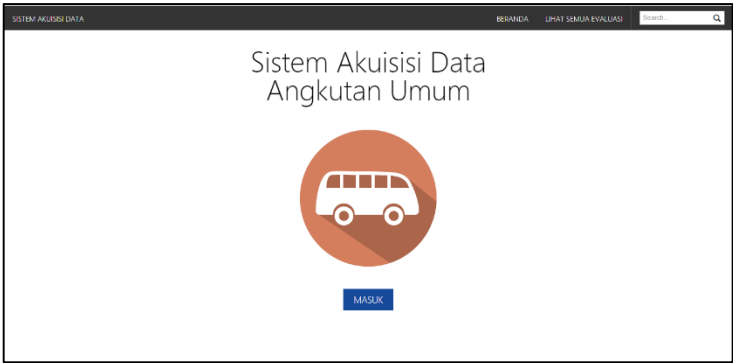 SISTEM AKUISISI DATA
BERANDA
LIHAT SEMUA EVALUASI
Search...
Sistem Akuisisi Data
Angkutan Umum
MASUK